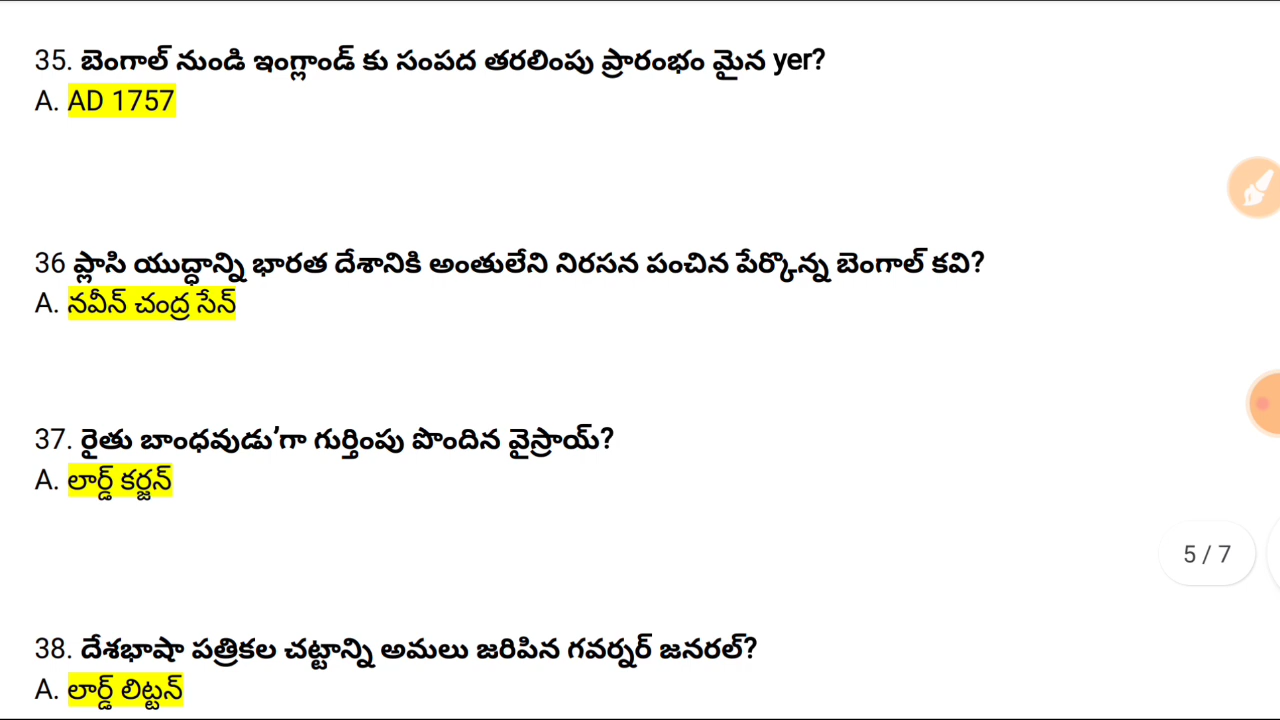 35. బెంగాల్ నుండి ఇంగ్లాండ్ కు సంపద తరలింపు ప్రారంభం మైన yer?
A. AD 1757
36 ప్లాసి యుద్ధాన్ని భారత దేశానికి అంతులేని నిరసన పంచిన పేర్కొన్న బెంగాల్ కవి?
A. నవీన్ చంద్ర సేన్
37. రైతు బాంధవుడు'గా గుర్తింపు పొందిన వైస్రాయ్?
A. లార్డ్ కర్జన్
5 / 7
38. దేశభాషా పత్రికల చట్టాన్ని అమలు జరిపిన గవర్నర్ జనరల్?
A. లార్డ్ లిట్టన్